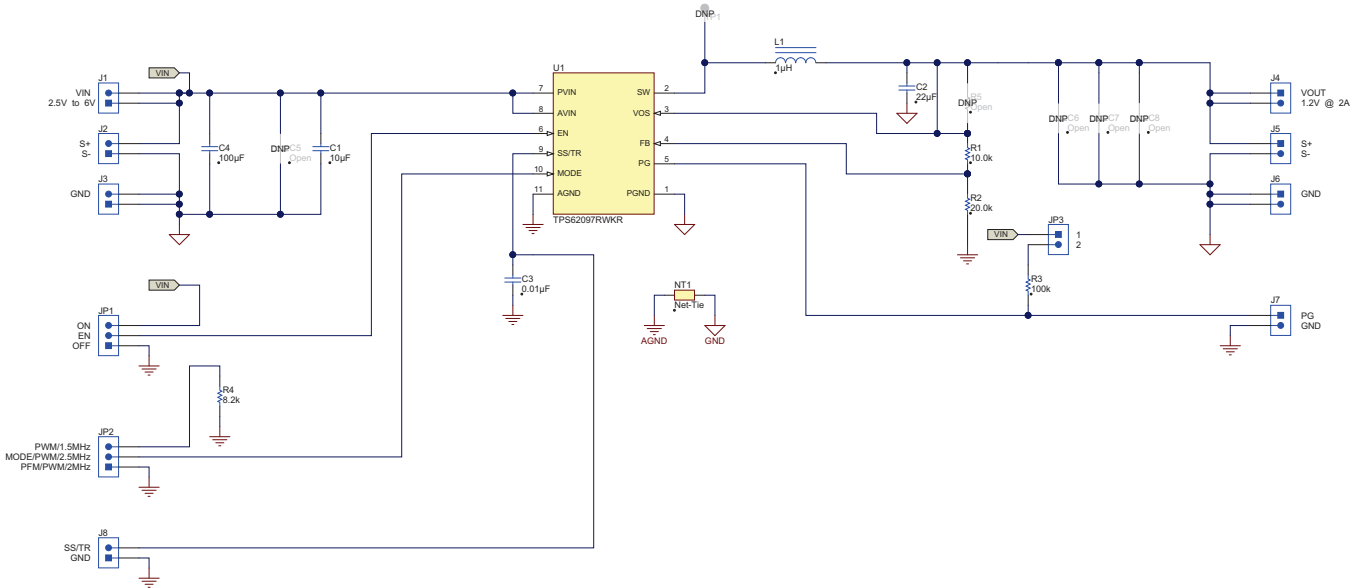 DNP
TP1
L1
1µH
U1
VIN
J1
VIN
2.5V to 6V
7
PVIN
SW
2
8
AVIN
VOS
3
6
EN
FB
4
9
SS/TR
PG
5
10
MODE
11
AGND
PGND
1
TPS62097RWKR
C2
22µF
R5
DNP
Open
C6
DNP
Open
C7
DNP
Open
C8
DNP
Open
J4
VOUT
1.2V @ 2A
J2
S+
S-
C4
100µF
C5
DNP
Open
C1
10µF
R1
10.0k
J5
S+
S-
J3
GND
R2
20.0k
J6
GND
JP3
VIN
1
2
C3
0.01µF
R3
100k
VIN
NT1
Net-Tie
AGND
GND
JP1
ON
EN
OFF
J7
PG
GND
R4
8.2k
JP2
PWM/1.5MHz
MODE/PWM/2.5MHz
PFM/PWM/2MHz
J8
SS/TR
GND